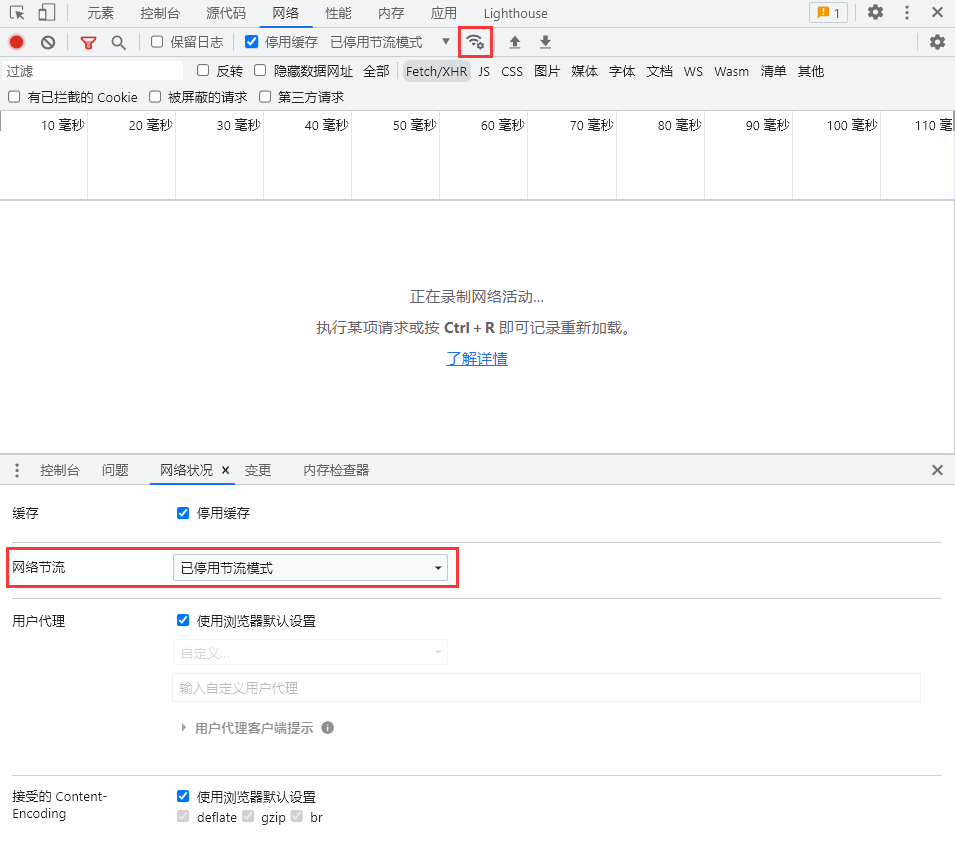 元素 控制台 源代码 网络 性能 内存 应用 Lighthouse 1
保留日志 停用缓存 已停用节流模式
过滤 反转 隐藏数据网址 全部 Fetch/XHR JS CSS 图片 媒体 字体 文档 WS Wasm 清单 其他
有已拦截的 Cookie 被屏蔽的请求 第三方请求
10 毫秒 20 毫秒 30 毫秒 40 毫秒 50 毫秒 60 毫秒 70 毫秒 80 毫秒 90 毫秒 100 毫秒 110 毫
正在录制网络活动...
执行某项请求或按 Ctrl + R 即可记录重新加载。
了解详情
控制台 问题 网络状况 × 变更 内存检查器
缓存 停用缓存
网络节流 已停用节流模式
用户代理 使用浏览器默认设置
自定义...
输入自定义用户代理
用户代理客户端提示
接受的 Content- 使用浏览器默认设置
Encoding deflate gzip br